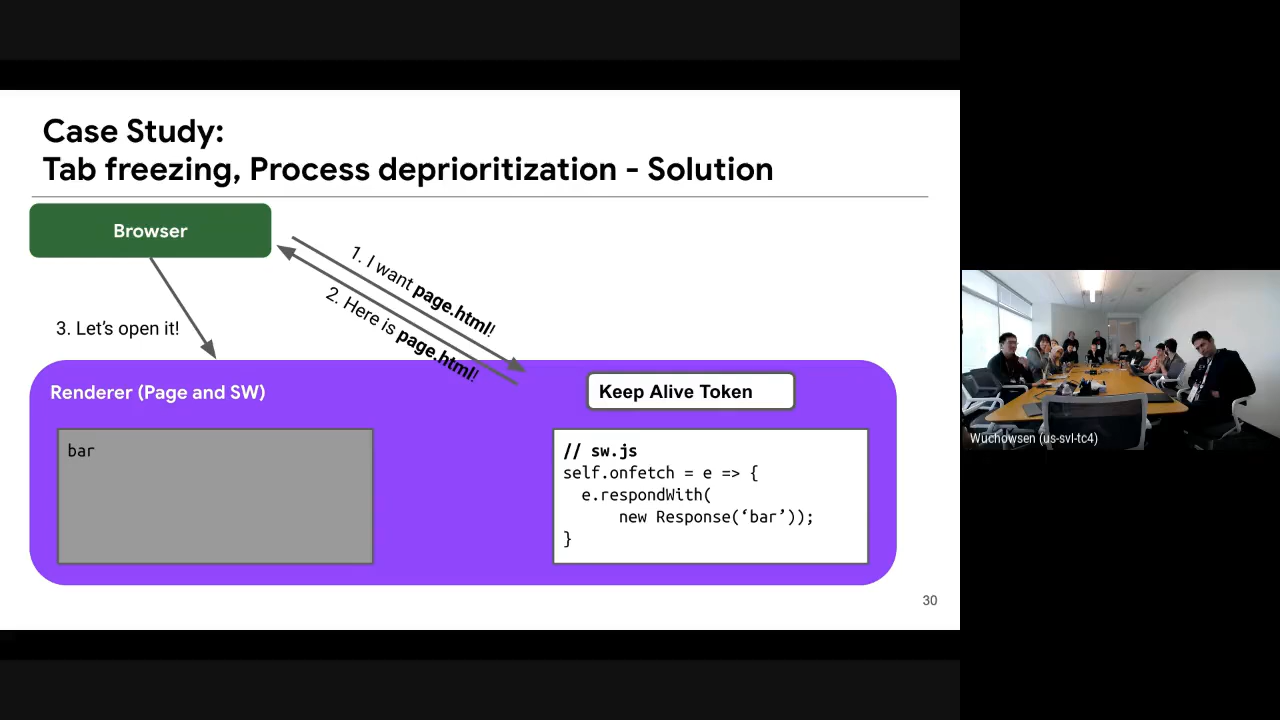 Case Study:
Tab freezing, Process deprioritization - Solution
Browser
1. I want page.html!
2. Here is page.html!
3. Let’s open it!
Renderer (Page and SW)
Keep Alive Token
bar
// sw.js
self.onfetch = e => {
e.respondWith(
new Response(‘bar’));
}
30
Wuchowsen (us-svl-tc4)